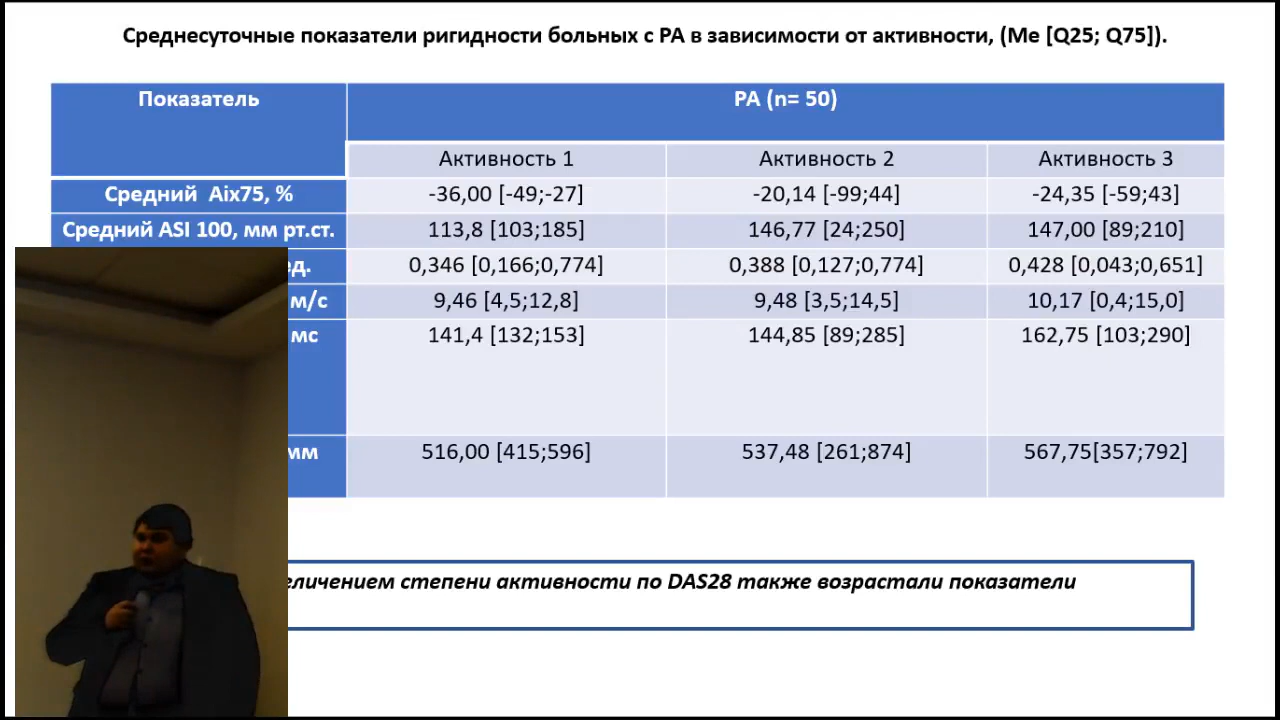 Среднесуточные показатели ригидности больных с РА в зависимости от активности, (Me [Q25; Q75]).
Показатель РА (n= 50)
Активность 1 Активность 2 Активность 3
Средний Aix75, % -36,00 [-49;-27] -20,14 [-99;44] -24,35 [-59;43]
Средний ASI 100, мм рт.ст. 113,8 [103;185] 146,77 [24;250] 147,00 [89;210]
ед. 0,346 [0,166;0,774] 0,388 [0,127;0,774] 0,428 [0,043;0,651]
м/с 9,46 [4,5;12,8] 9,48 [3,5;14,5] 10,17 [0,4;15,0]
мс 141,4 [132;153] 144,85 [89;285] 162,75 [103;290]
мм 516,00 [415;596] 537,48 [261;874] 567,75[357;792]
степени активности по DAS28 также возрастали показатели